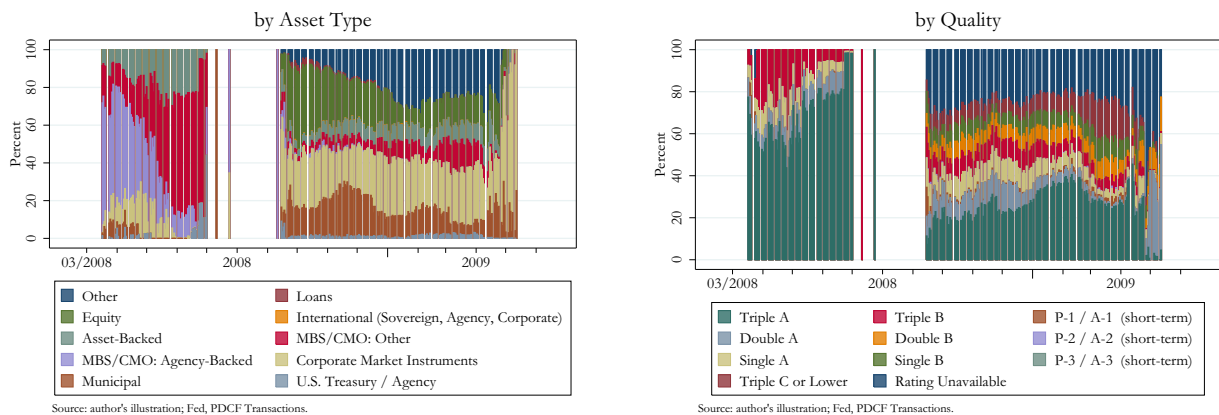 by Asset Type
Percent
100
80
60
40
20
0
03/2008
2008
2009
Other
Loans
Equity
International (Sovereign, Agency, Corporate)
Asset-Backed
MBS/CMO: Other
MBS/CMO: Agency-Backed
Corporate Market Instruments
Municipal
U.S. Treasury / Agency
Source: author's illustration; Fed, PDCF Transactions.
by Quality
Percent
100
80
60
40
20
0
03/2008
2008
2009
Triple A
Triple B
P-1 / A-1 (short-term)
Double A
Double B
P-2 / A-2 (short-term)
Single A
Single B
P-3 / A-3 (short-term)
Triple C or Lower
Rating Unavailable
Source: author's illustration; Fed, PDCF Transactions.